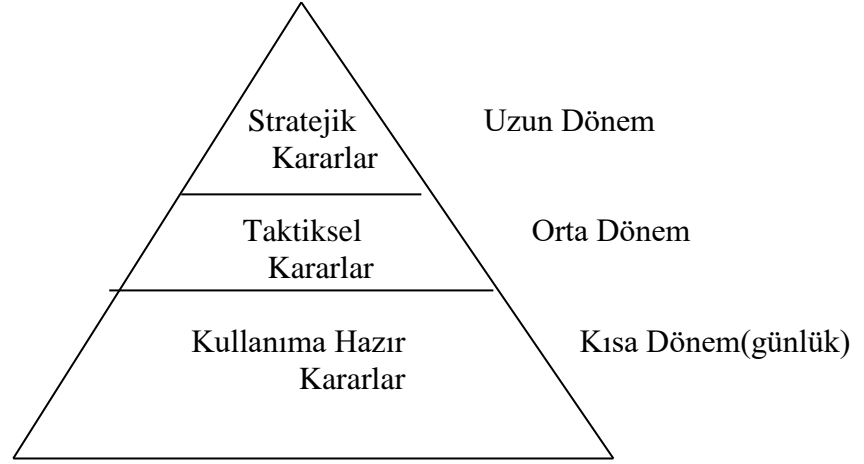 Stratejik Uzun Dönem
Kararlar
Taktiksel Orta Dönem
Kararlar
Kullanıma Hazır Kısa Dönem(günlük)
Kararlar